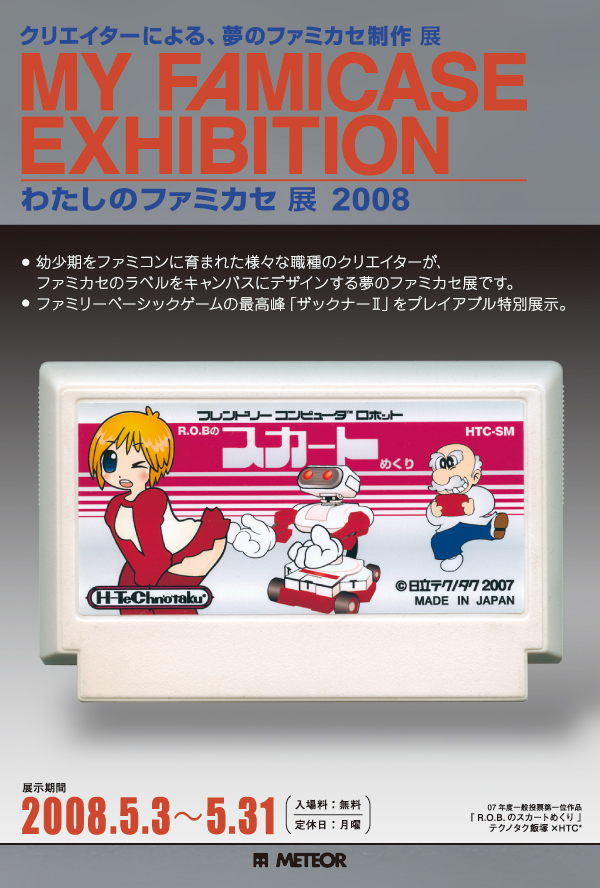 クリエイターによる、夢のファミカセ制作 展
MY FAMICASE
EXHIBITION
わたしのファミカセ 展 2008
● 幼少期をファミコンに育まれた様々な職種のクリエイターが、
ファミカセのラベルをキャンバスにデザインする夢のファミカセ展です。
● ファミリーベーシックゲームの最高峰「ザックナーⅡ」をプレイアブル特別展示。
フレンドリー コンピュータ ロボット
R.O.Bの
スカート
めくり
HTC-SM
H-TeChnotaku
©日立テクノタク 2007
MADE IN JAPAN
展示期間
2008.5.3〜5.31
入場料：無料
定休日：月曜
07年度一般投票第一位作品
『R.O.B.のスカートめくり』
テクノタク飯塚 ×HTC*
METEOR